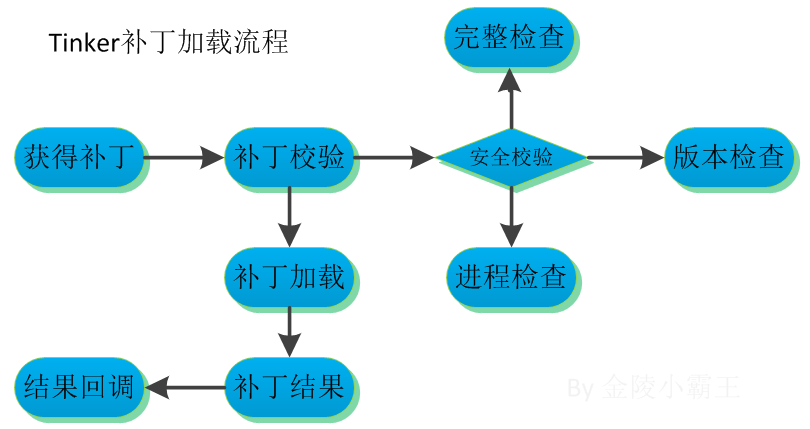 Tinker补丁加载流程
完整检查
获得补丁
补丁校验
安全校验
版本检查
补丁加载
进程检查
结果回调
补丁结果
By 金陵小霸王